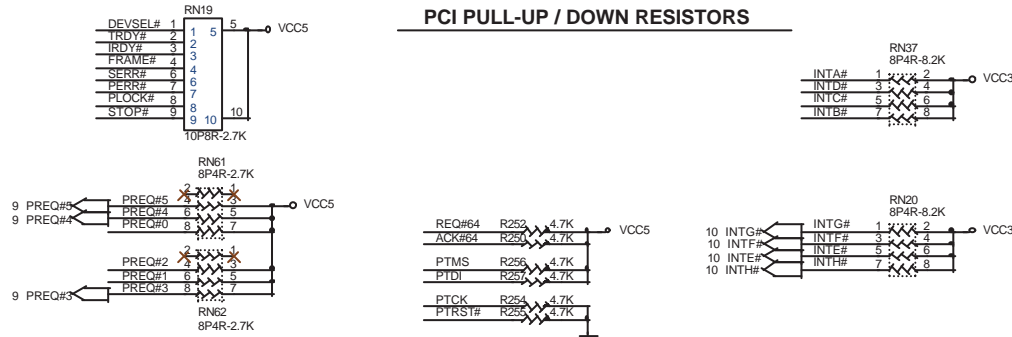 PCI PULL-UP / DOWN RESISTORS
RN19
DEVSEL# 1 1 5 5 VCC5
TRDY# 2 2
IRDY# 3 3
FRAME# 4 4
SERR# 6 6
PERR# 7 7
PLOCK# 8 8
STOP# 9 9 10 10
10P8R-2.7K
RN37
8P4R-8.2K
INTA# 1 2 VCC3
INTD# 3 4
INTC# 5 6
INTB# 7 8
RN61
8P4R-2.7K
2 1
9 PREQ#5 PREQ#5 4 3 VCC5
9 PREQ#4 PREQ#4 6 5
PREQ#0 8 7
2 1
PREQ#2 4 3
PREQ#1 6 5
9 PREQ#3 PREQ#3 8 7
RN62
8P4R-2.7K
REQ#64 R252 4.7K VCC5
ACK#64 R250 4.7K
PTMS R256 4.7K
PTDI R257 4.7K
PTCK R254 4.7K
PTRST# R255 4.7K
RN20
8P4R-8.2K
10 INTG# INTG# 1 2 VCC3
10 INTF# INTF# 3 4
10 INTE# INTE# 5 6
10 INTH# INTH# 7 8